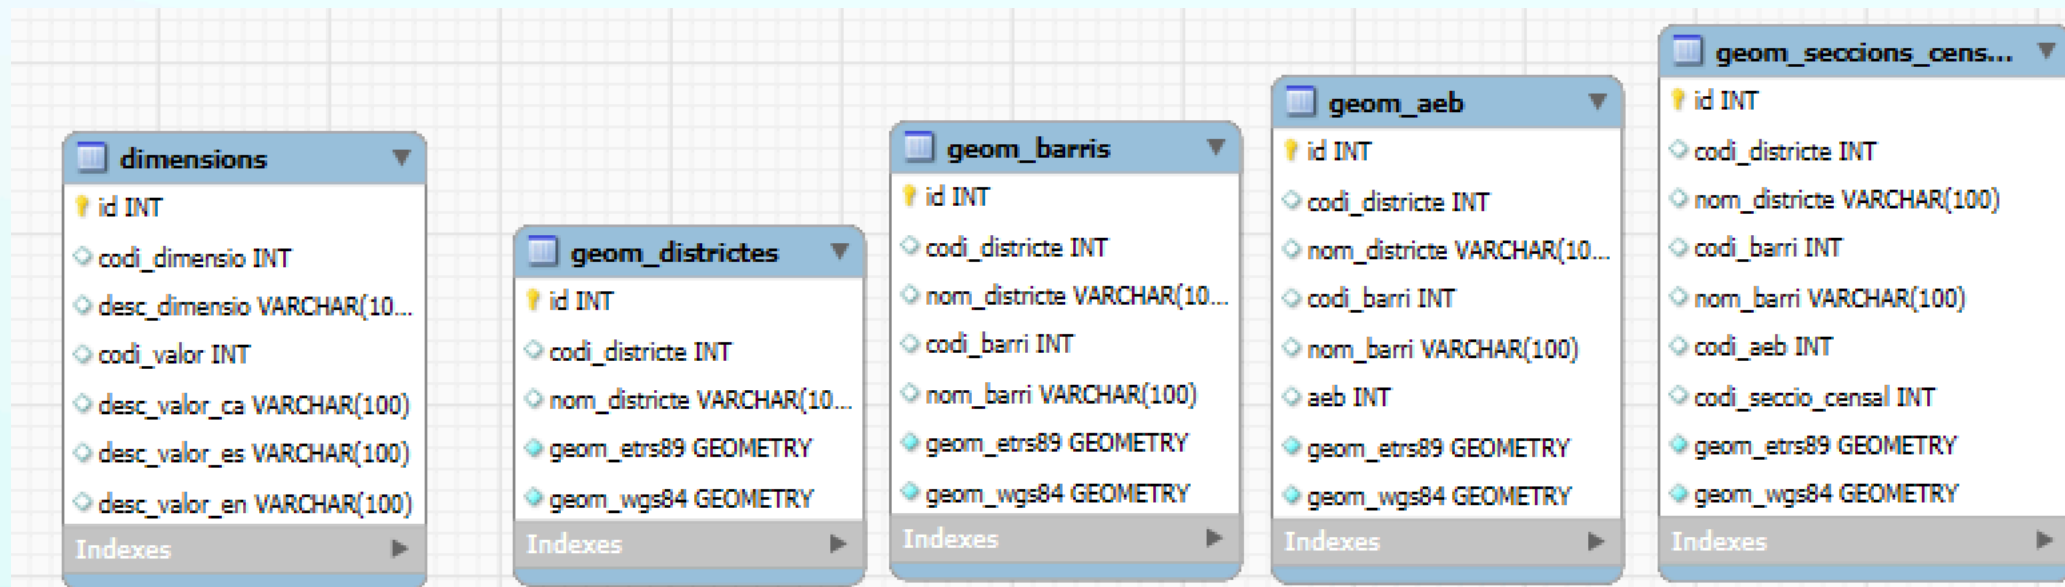 dimensions
id INT
codi_dimensio INT
desc_dimensio VARCHAR(10...
codi_valor INT
desc_valor_ca VARCHAR(100)
desc_valor_es VARCHAR(100)
desc_valor_en VARCHAR(100)
Indexes
geom_districtes
id INT
codi_districte INT
nom_districte VARCHAR(10...
geom_etrs89 GEOMETRY
geom_wgs84 GEOMETRY
Indexes
geom_barris
id INT
codi_districte INT
nom_districte VARCHAR(10...
codi_barri INT
nom_barri VARCHAR(100)
geom_etrs89 GEOMETRY
geom_wgs84 GEOMETRY
Indexes
geom_aeb
id INT
codi_districte INT
nom_districte VARCHAR(10...
codi_barri INT
nom_barri VARCHAR(100)
aeb INT
geom_etrs89 GEOMETRY
geom_wgs84 GEOMETRY
Indexes
geom_seccions_cens...
id INT
codi_districte INT
nom_districte VARCHAR(100)
codi_barri INT
nom_barri VARCHAR(100)
codi_aeb INT
codi_seccio_censal INT
geom_etrs89 GEOMETRY
geom_wgs84 GEOMETRY
Indexes